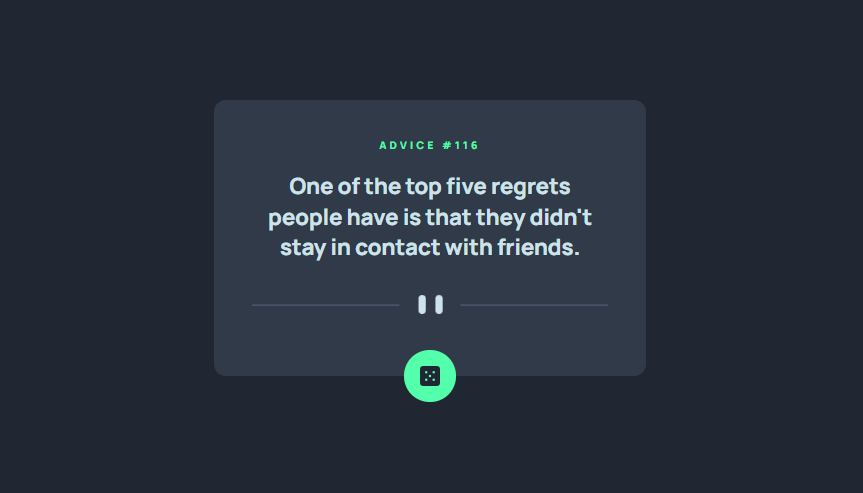 ADVICE #116
One of the top five regrets
people have is that they didn't
stay in contact with friends.